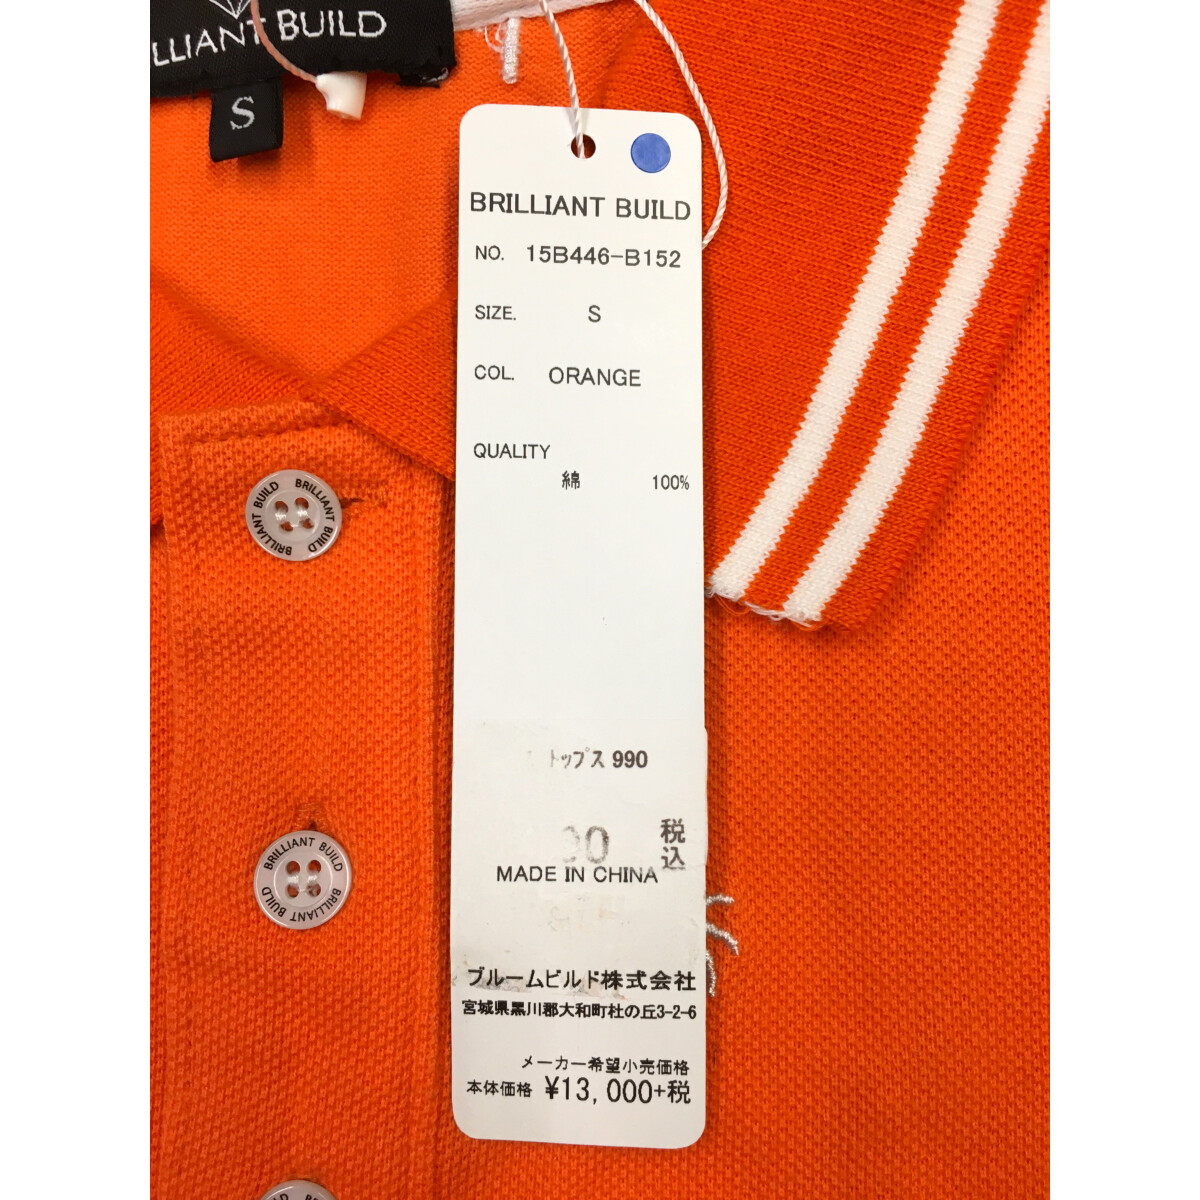 BUILD
S
BRILLIANT BUILD
NO. 15B446-B152
SIZE. S
COL. ORANGE
QUALITY
綿 100%
トップス 990
税込
MADE IN CHINA
ブルームビルド株式会社
宮城県黒川郡大和町杜の丘3-2-6
メーカー希望小売価格
本体価格 ¥13,000+税
BRILLIANT BUILD BRILLIANT BUILD
BRILLIANT BUILD BRILLIANT BUILD
BUILD